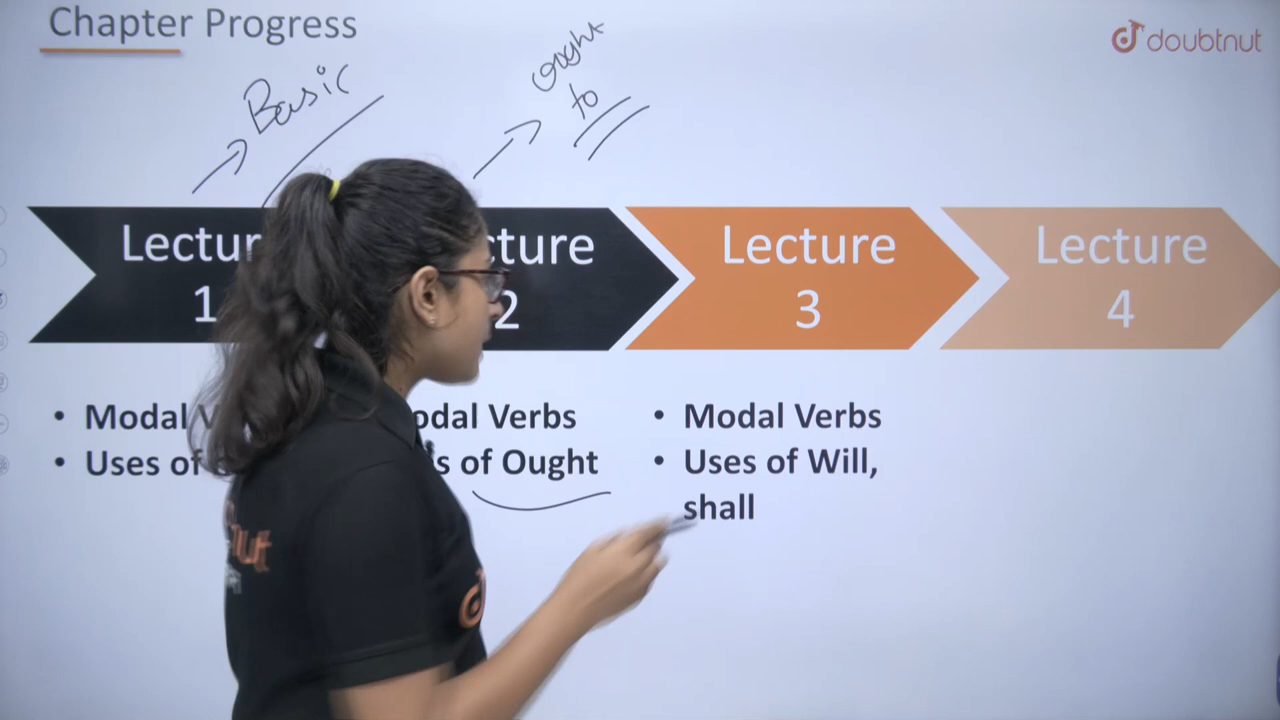 Chapter Progress
doubtnut
Basic
Ought
to
Lectur
1
cture
2
Lecture
3
Lecture
4
• Modal V
• Uses of
odal Verbs
s of Ought
• Modal Verbs
• Uses of Will,
shall